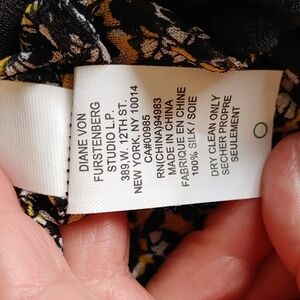 DIANE VON
FURSTENBERG
STUDIO L.P.
389 W. 12TH ST.
NEW YORK, NY 10014
CA#00985
RN(CHINA)94983
MADE IN CHINA
FABRIQUE EN CHINE
100% SILK / SOIE
DRY CLEAN ONLY
SECHER PROPRE
SEULEMENT